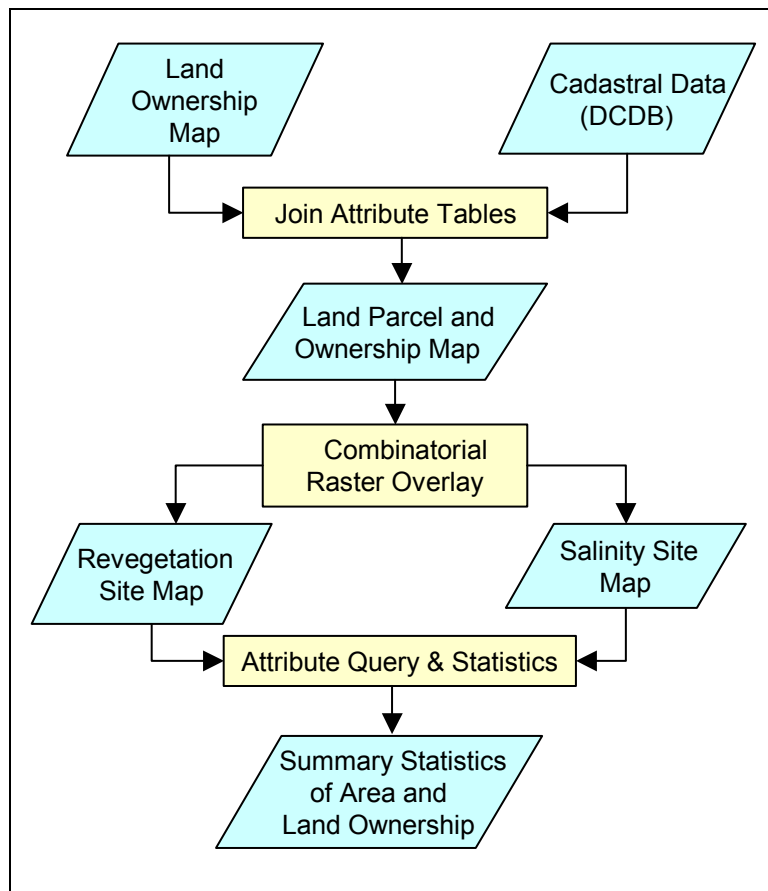 Land
Ownership
Map
Cadastral Data
(DCDB)
Join Attribute Tables
Land Parcel and
Ownership Map
Combinatorial
Raster Overlay
Revegetation
Site Map
Salinity Site
Map
Attribute Query & Statistics
Summary Statistics
of Area and
Land Ownership